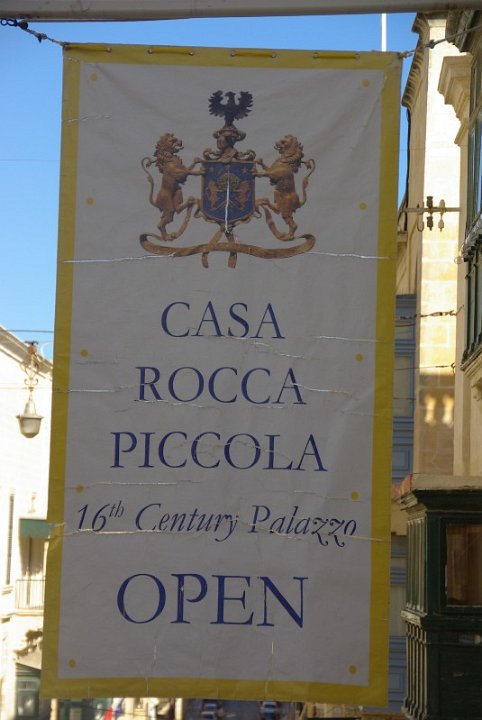 CASA
ROCCA
PICCOLA
16th Century Palazzo
OPEN